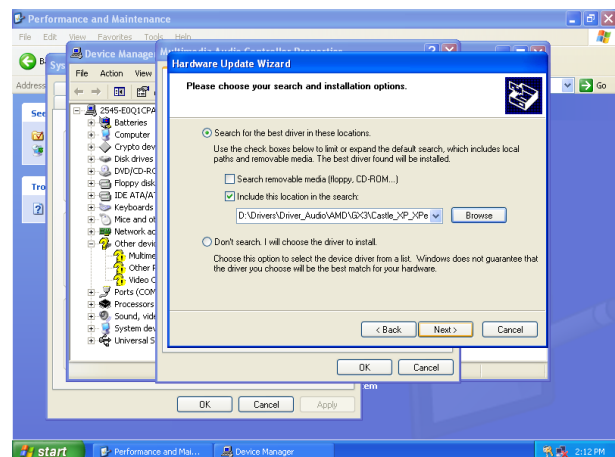 Performance and Maintenance
File Edit View Favorites Tools Help
Device Manager
Multimedia Audio Controller Properties
Hardware Update Wizard
Address
Go
File Action View
Please choose your search and installation options.
2545-E0Q1CPA
Batteries
Computer
Crypto dev
Disk drives
DVD/CD-RO
Floppy disk
IDE ATA/AT
Keyboards
Mice and ot
Network ad
Other devic
Multime
Other P
Video C
Ports (COM
Processors
Sound, vide
System dev
Universal S
Search for the best driver in these locations.
Use the check boxes below to limit or expand the default search, which includes local
paths and removable media. The best driver found will be installed.
Search removable media (floppy, CD-ROM...)
Include this location in the search:
D:\Drivers\Driver_Audio\AMD\GX3\Castle_XP_XPe
Browse
Don't search. I will choose the driver to install.
Choose this option to select the device driver from a list. Windows does not guarantee that
the driver you choose will be the best match for your hardware.
< Back Next > Cancel
OK Cancel
em
OK Cancel Apply
start Performance and Mai... Device Manager 2:12 PM